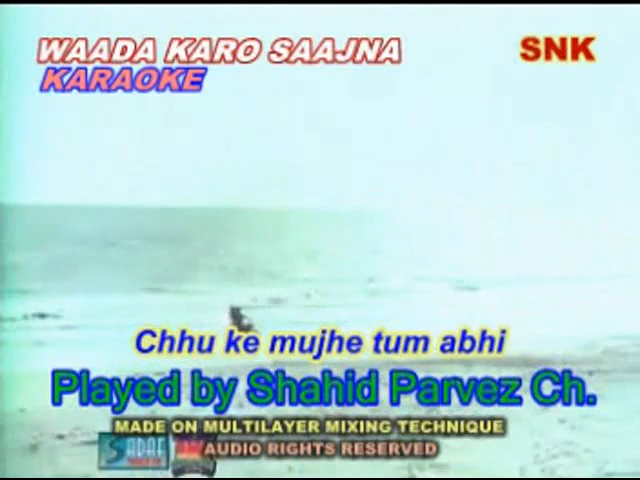 WAADA KARO SAAJNA
SNK
KARAOKE
Chhu ke mujhe tum abhi
Played by Shahid Parvez Ch.
MADE ON MULTILAYER MIXING TECHNIQUE
SADAF
AUDIO RIGHTS RESERVED